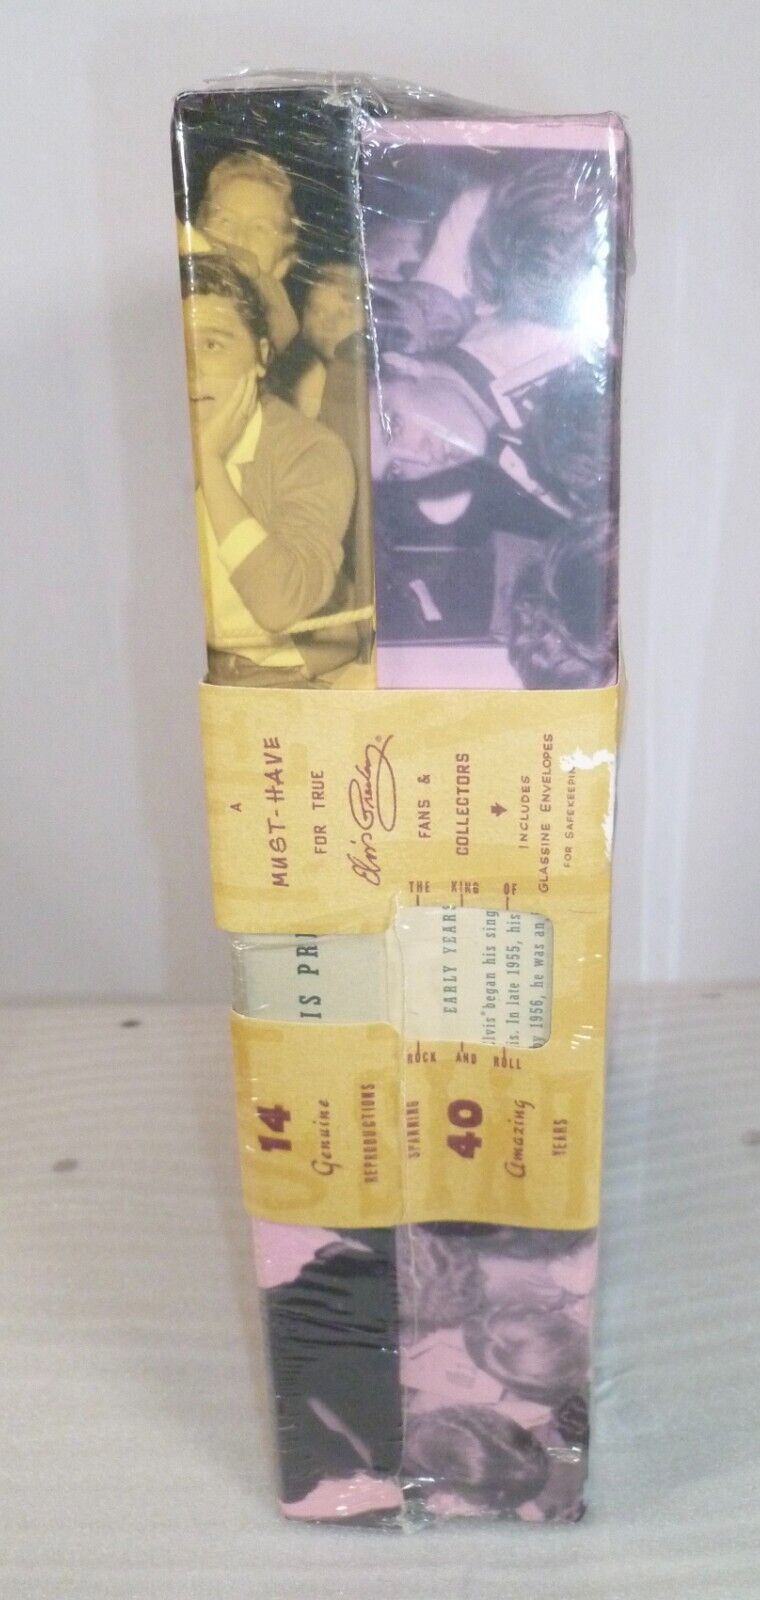 A
MUST-HAVE
FOR TRUE
Elvis Presley®
FANS &
COLLECTORS
INCLUDES
GLASSINE ENVELOPES
FOR SAFEKEEPIN
THE KING OF
ROCK AND ROLL
IS PR
EARLY YEARS
lvis® began his sing
is. In late 1955, his
by 1956, he was an
14
Genuine
REPRODUCTIONS
SPANNING
40
Amazing
YEARS